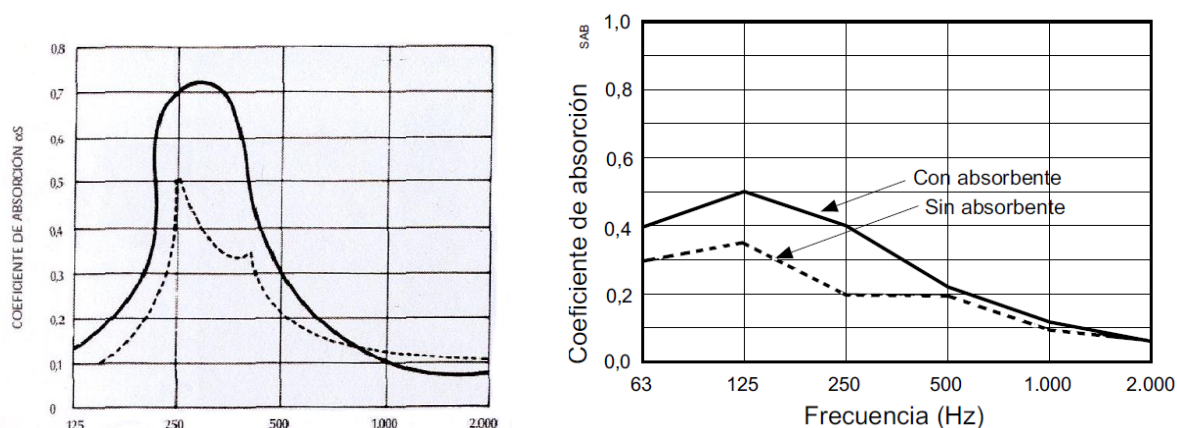 COEFICIENTE DE ABSORCIÓN αS
0,8
0,7
0,6
0,5
0,4
0,3
0,2
0,1
0
125 250 500 1.000 2.000
Coeficiente de absorción SAB
1,0
0,8
0,6
0,4
0,2
0,0
Con absorbente
Sin absorbente
63 125 250 500 1.000 2.000
Frecuencia (Hz)